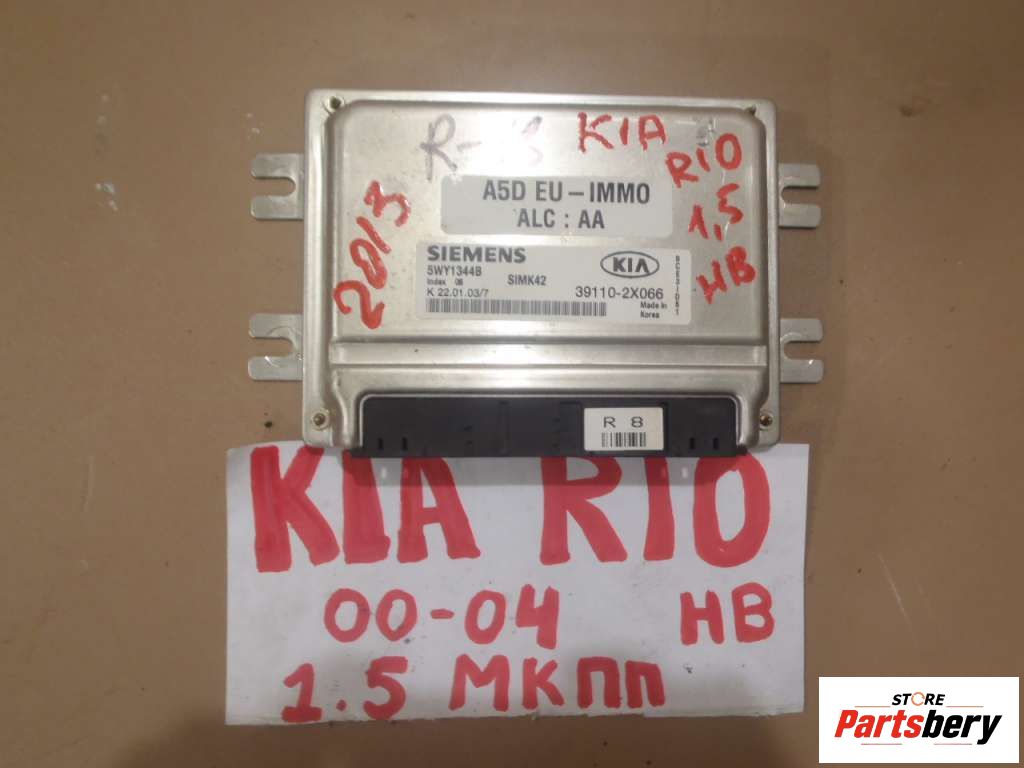 KIA
RIO
1,5
HB
2013
A5D EU – IMMO
ALC : AA
SIEMENS
5WY1344B
Index 08
SIMK42
K 22.01.03/7
KIA
39110-2X066
Made in
Korea
R 8
KIA RIO
00-04 HB
1.5 МКПП
STORE
Partsbery